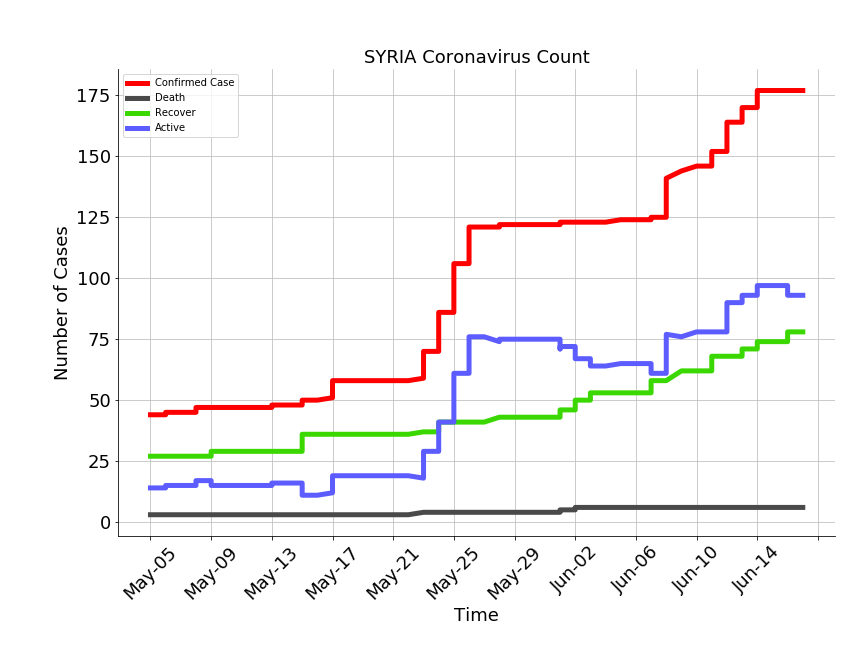 SYRIA Coronavirus Count
Confirmed Case
Death
Recover
Active
175
150
125
100
75
50
25
0
Number of Cases
May-05
May-09
May-13
May-17
May-21
May-25
May-29
Jun-02
Jun-06
Jun-10
Jun-14
Time